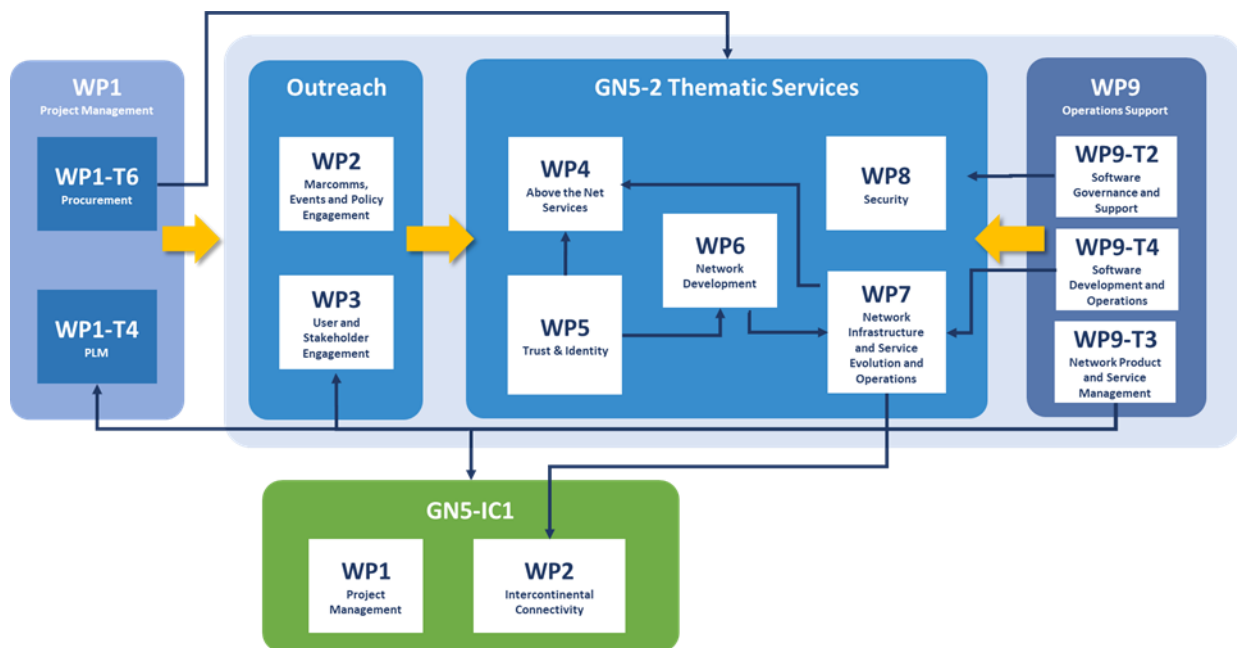 WP1
Project Management
WP1-T6
Procurement
WP1-T4
PLM
Outreach
WP2
Marcomms,
Events and Policy
Engagement
WP3
User and
Stakeholder
Engagement
GN5-2 Thematic Services
WP4
Above the Net
Services
WP5
Trust & Identity
WP6
Network
Development
WP8
Security
WP7
Network
Infrastructure
and Service
Evolution and
Operations
WP9
Operations Support
WP9-T2
Software
Governance and
Support
WP9-T4
Software
Development and
Operations
WP9-T3
Network Product
and Service
Management
GN5-IC1
WP1
Project
Management
WP2
Intercontinental
Connectivity